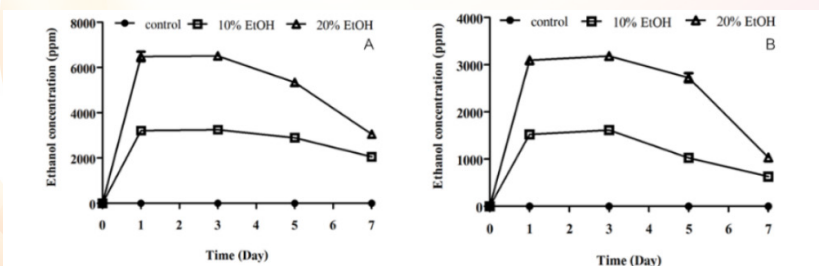 control 10% EtOH 20% EtOH
A
Ethanol concentration (ppm)
8000
6000
4000
2000
0
0 1 2 3 4 5 6 7
Time (Day)
control 10% EtOH 20% EtOH
B
Ethanol concentration (ppm)
4000
3000
2000
1000
0
0 1 2 3 4 5 6 7
Time (Day)